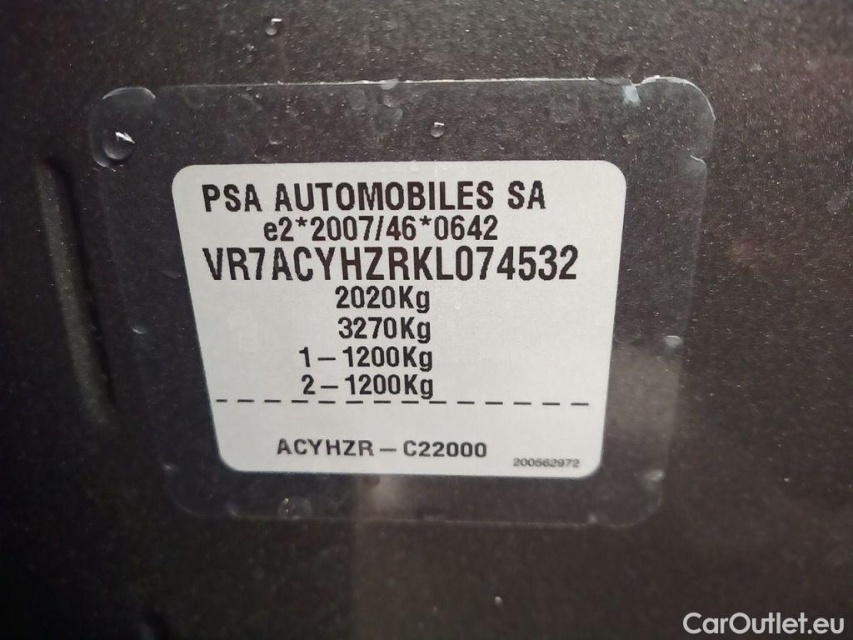 PSA AUTOMOBILES SA
e2*2007/46*0642
VR7ACYHZRKL074532
2020Kg
3270Kg
1-1200Kg
2-1200Kg
ACYHZR-C22000
200562972
CarOutlet.eu